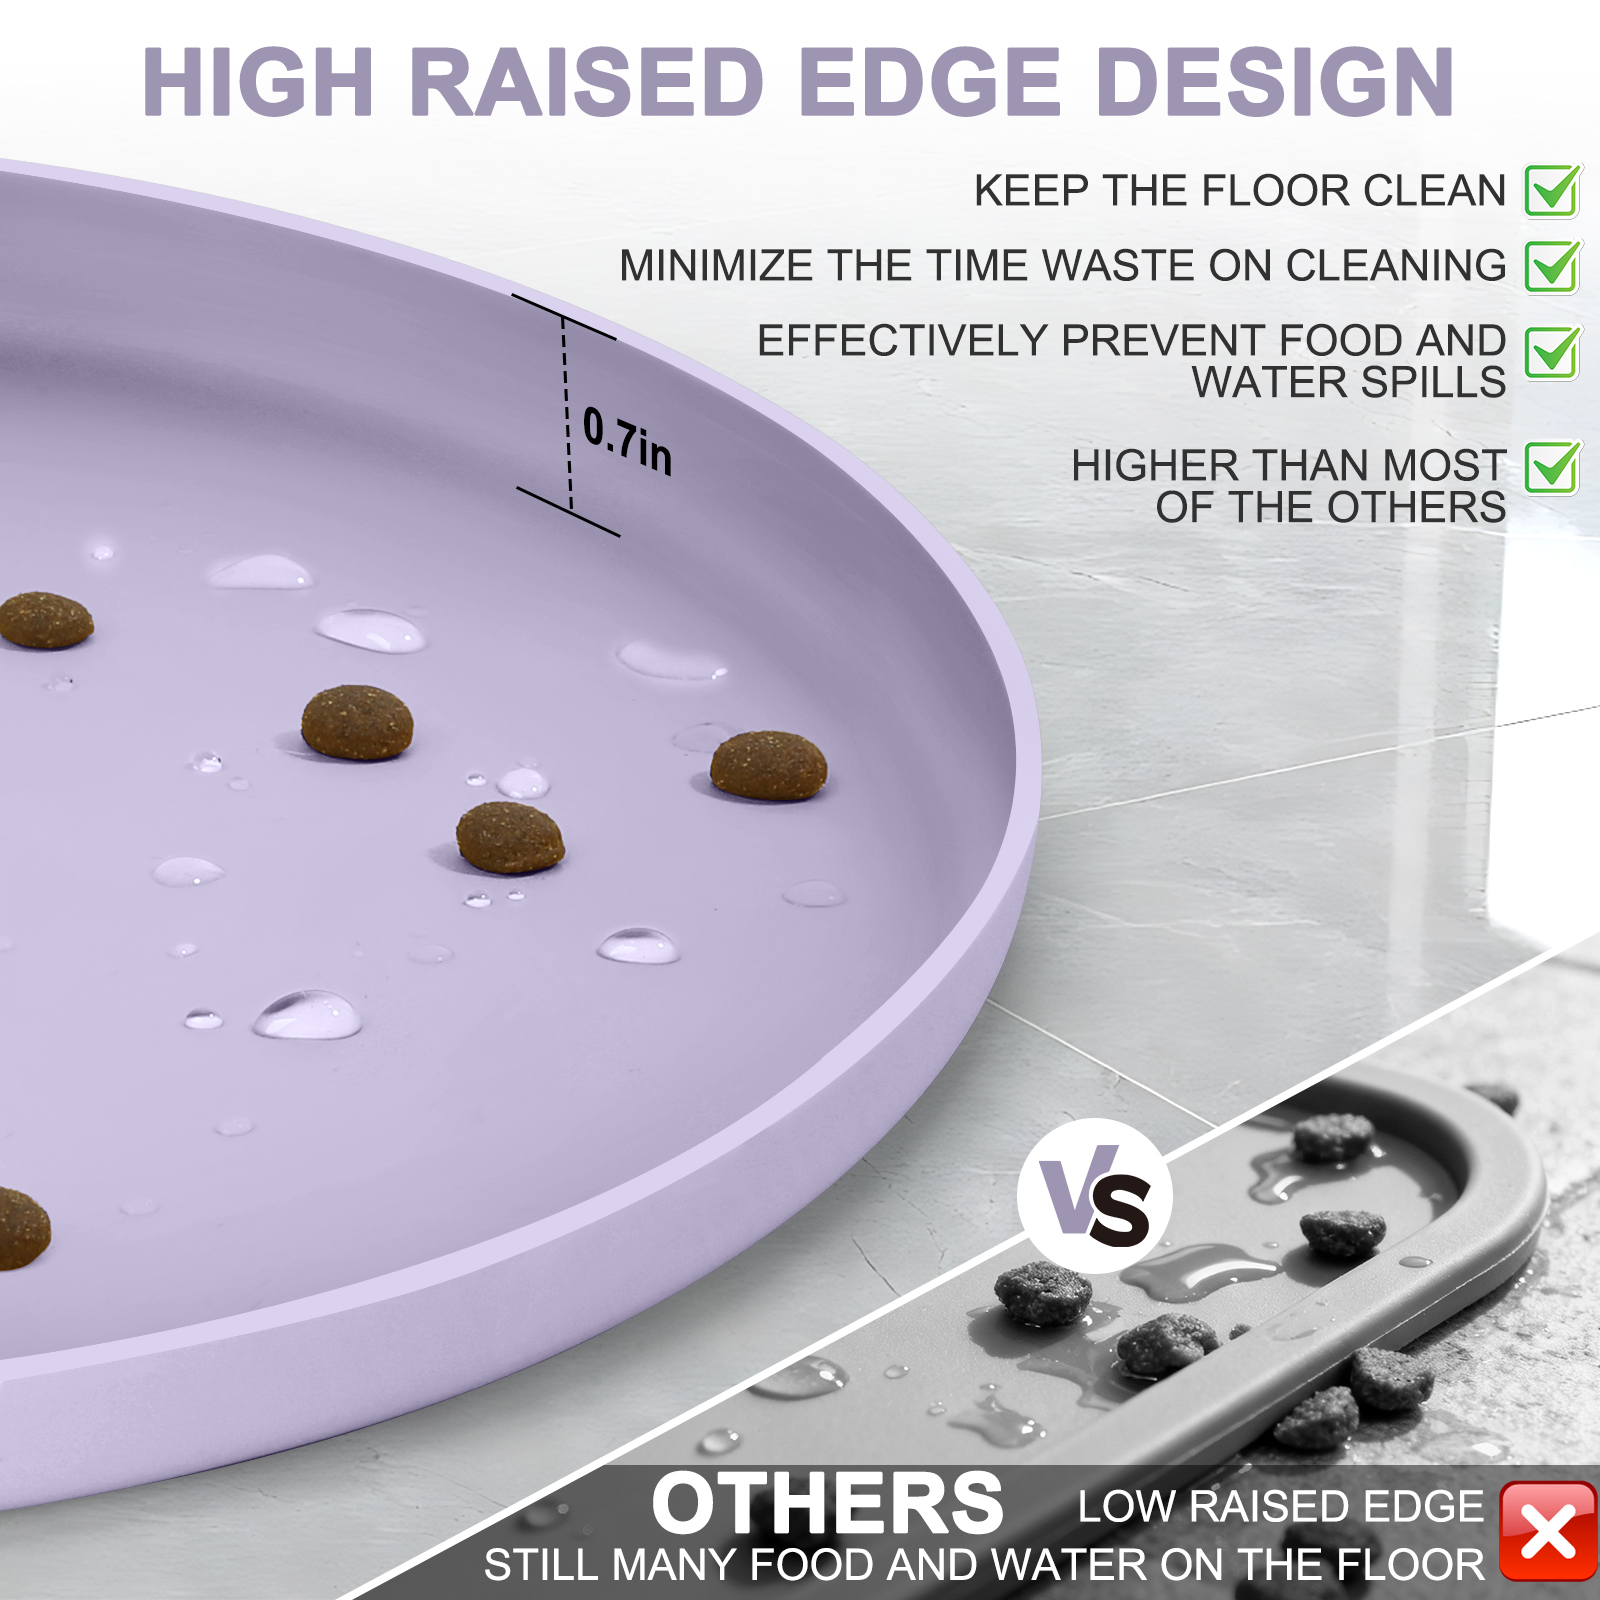 HIGH RAISED EDGE DESIGN
KEEP THE FLOOR CLEAN
MINIMIZE THE TIME WASTE ON CLEANING
EFFECTIVELY PREVENT FOOD AND
WATER SPILLS
0.7in
HIGHER THAN MOST
OF THE OTHERS
VS
OTHERS
LOW RAISED EDGE
STILL MANY FOOD AND WATER ON THE FLOOR